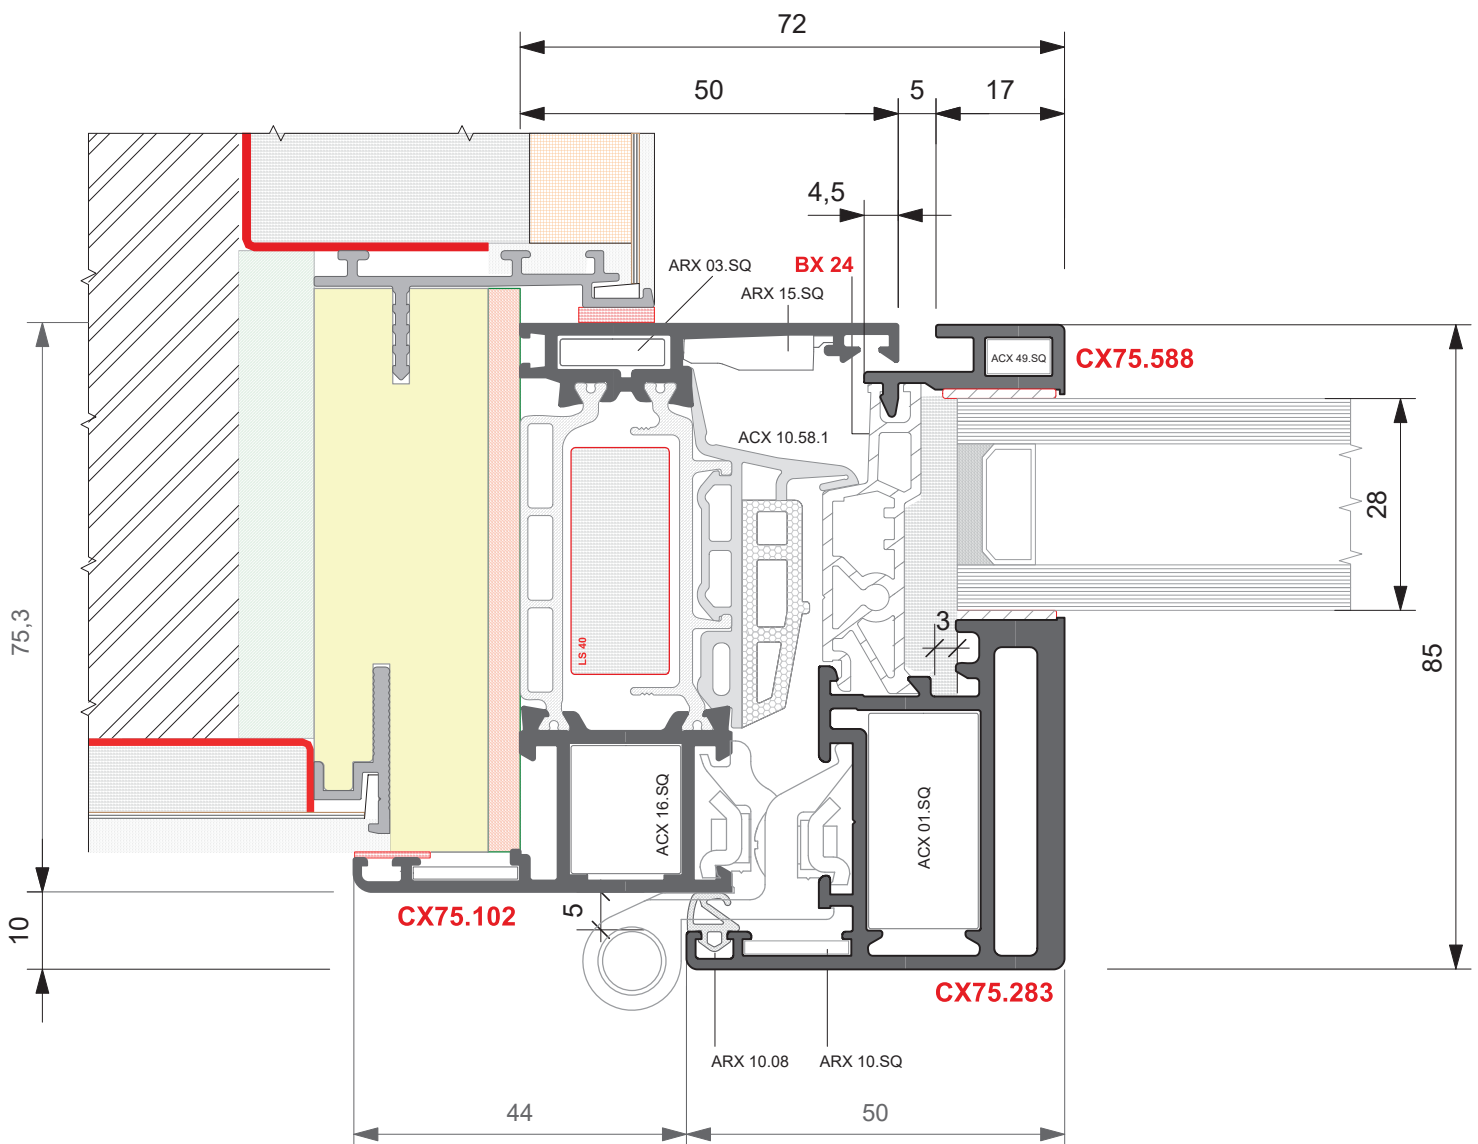 72
50
5
17
4,5
ARX 03.SQ
BX 24
ARX 15.SQ
ACX 49.SQ
CX75.588
ACX 10.58.1
28
75,3
LS 40
3
85
ACX 16.SQ
ACX 01.SQ
CX75.102
5
10
CX75.283
ARX 10.08
ARX 10.SQ
44
50